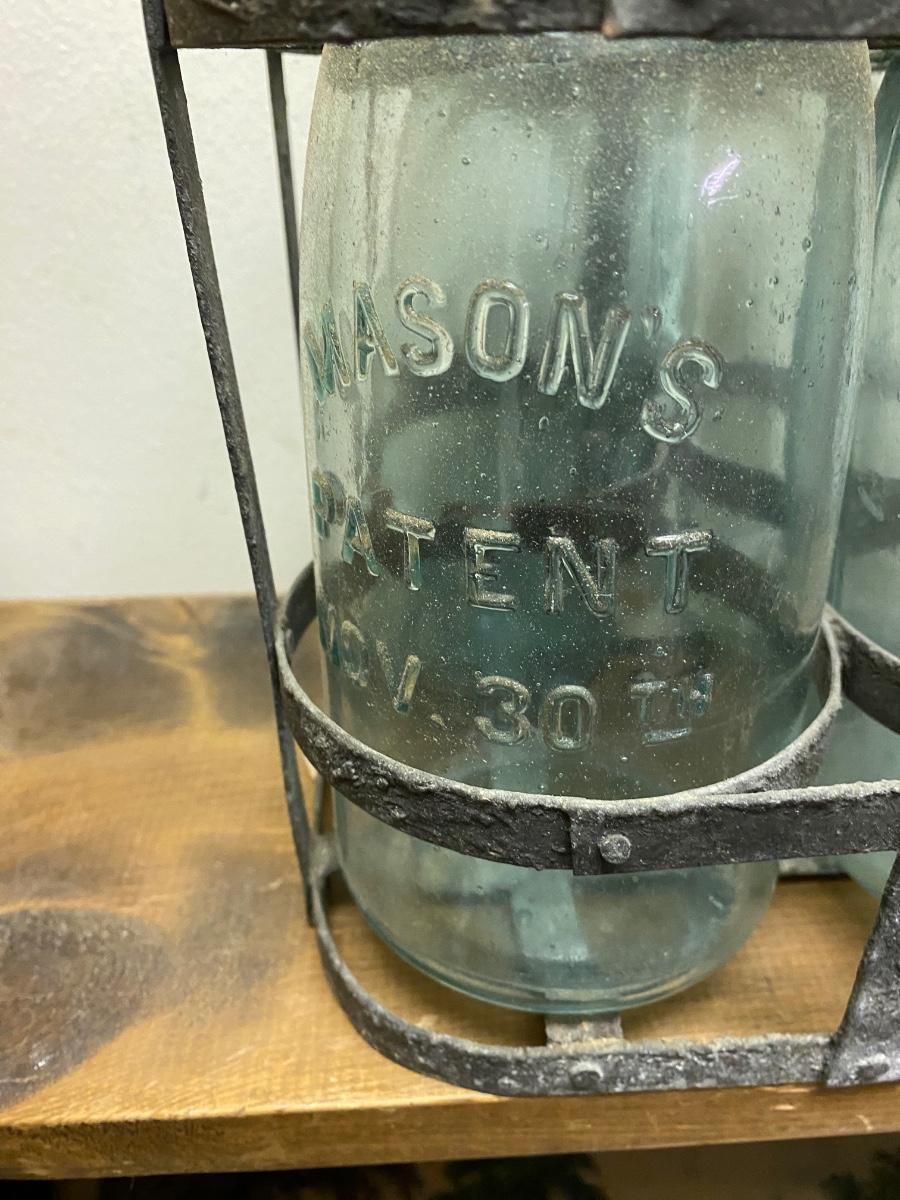 MASON'S
PATENT
NOV. 30TH